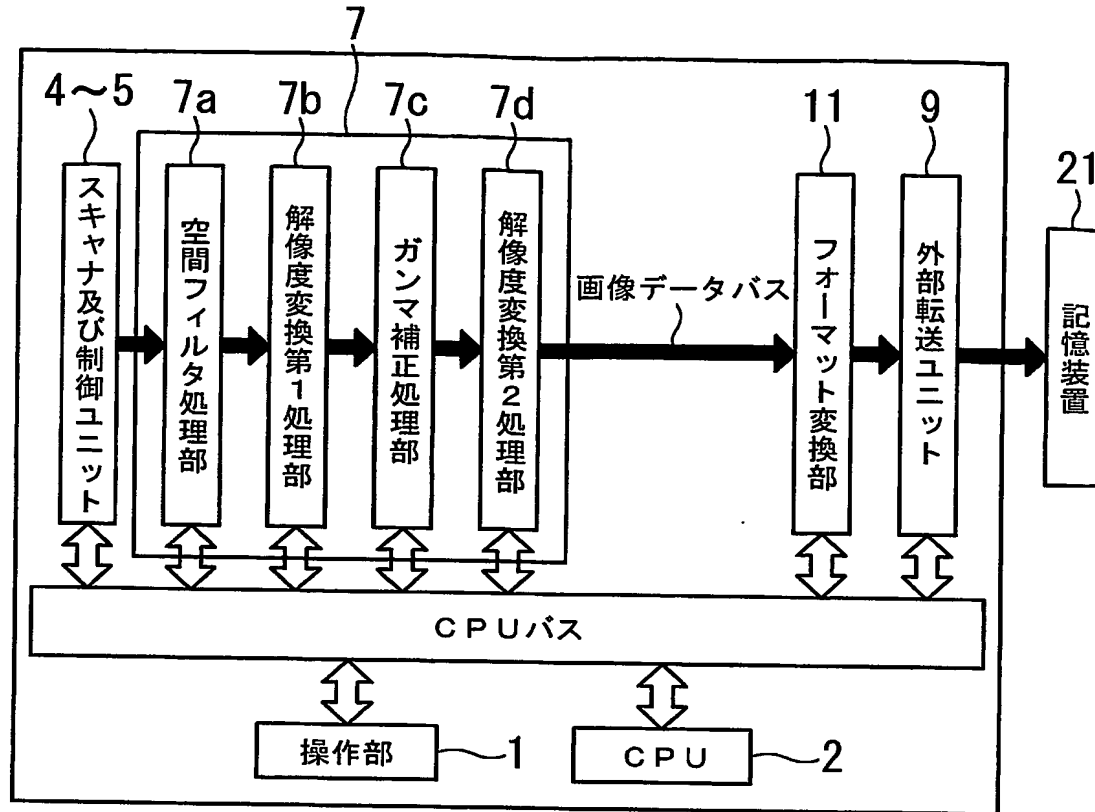 7
4～5
7a
7b
7c
7d
11
9
21
スキャナ及び制御ユニット
空間フィルタ処理部
解像度変換第1処理部
ガンマ補正処理部
解像度変換第2処理部
画像データバス
フォーマット変換部
外部転送ユニット
記憶装置
CPUバス
操作部
1
CPU
2